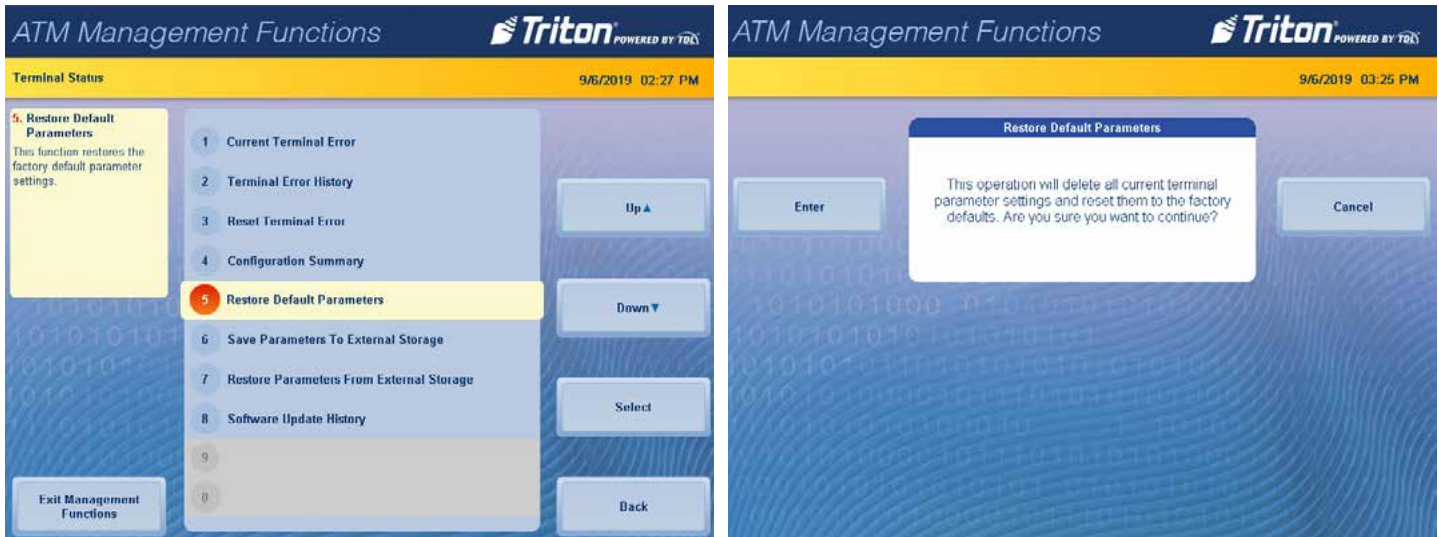 ATM Management Functions
Triton POWERED BY TDL
Terminal Status
9/6/2019 02:27 PM
5. Restore Default
Parameters
This function restores the
factory default parameter
settings.
1 Current Terminal Error
2 Terminal Error History
3 Reset Terminal Error
4 Configuration Summary
5 Restore Default Parameters
6 Save Parameters To External Storage
7 Restore Parameters From External Storage
8 Software Update History
9
0
Up▲
Down▼
Select
Back
Exit Management
Functions
ATM Management Functions
Triton POWERED BY TDL
9/6/2019 03:25 PM
Restore Default Parameters
This operation will delete all current terminal
parameter settings and reset them to the factory
defaults. Are you sure you want to continue?
Enter
Cancel